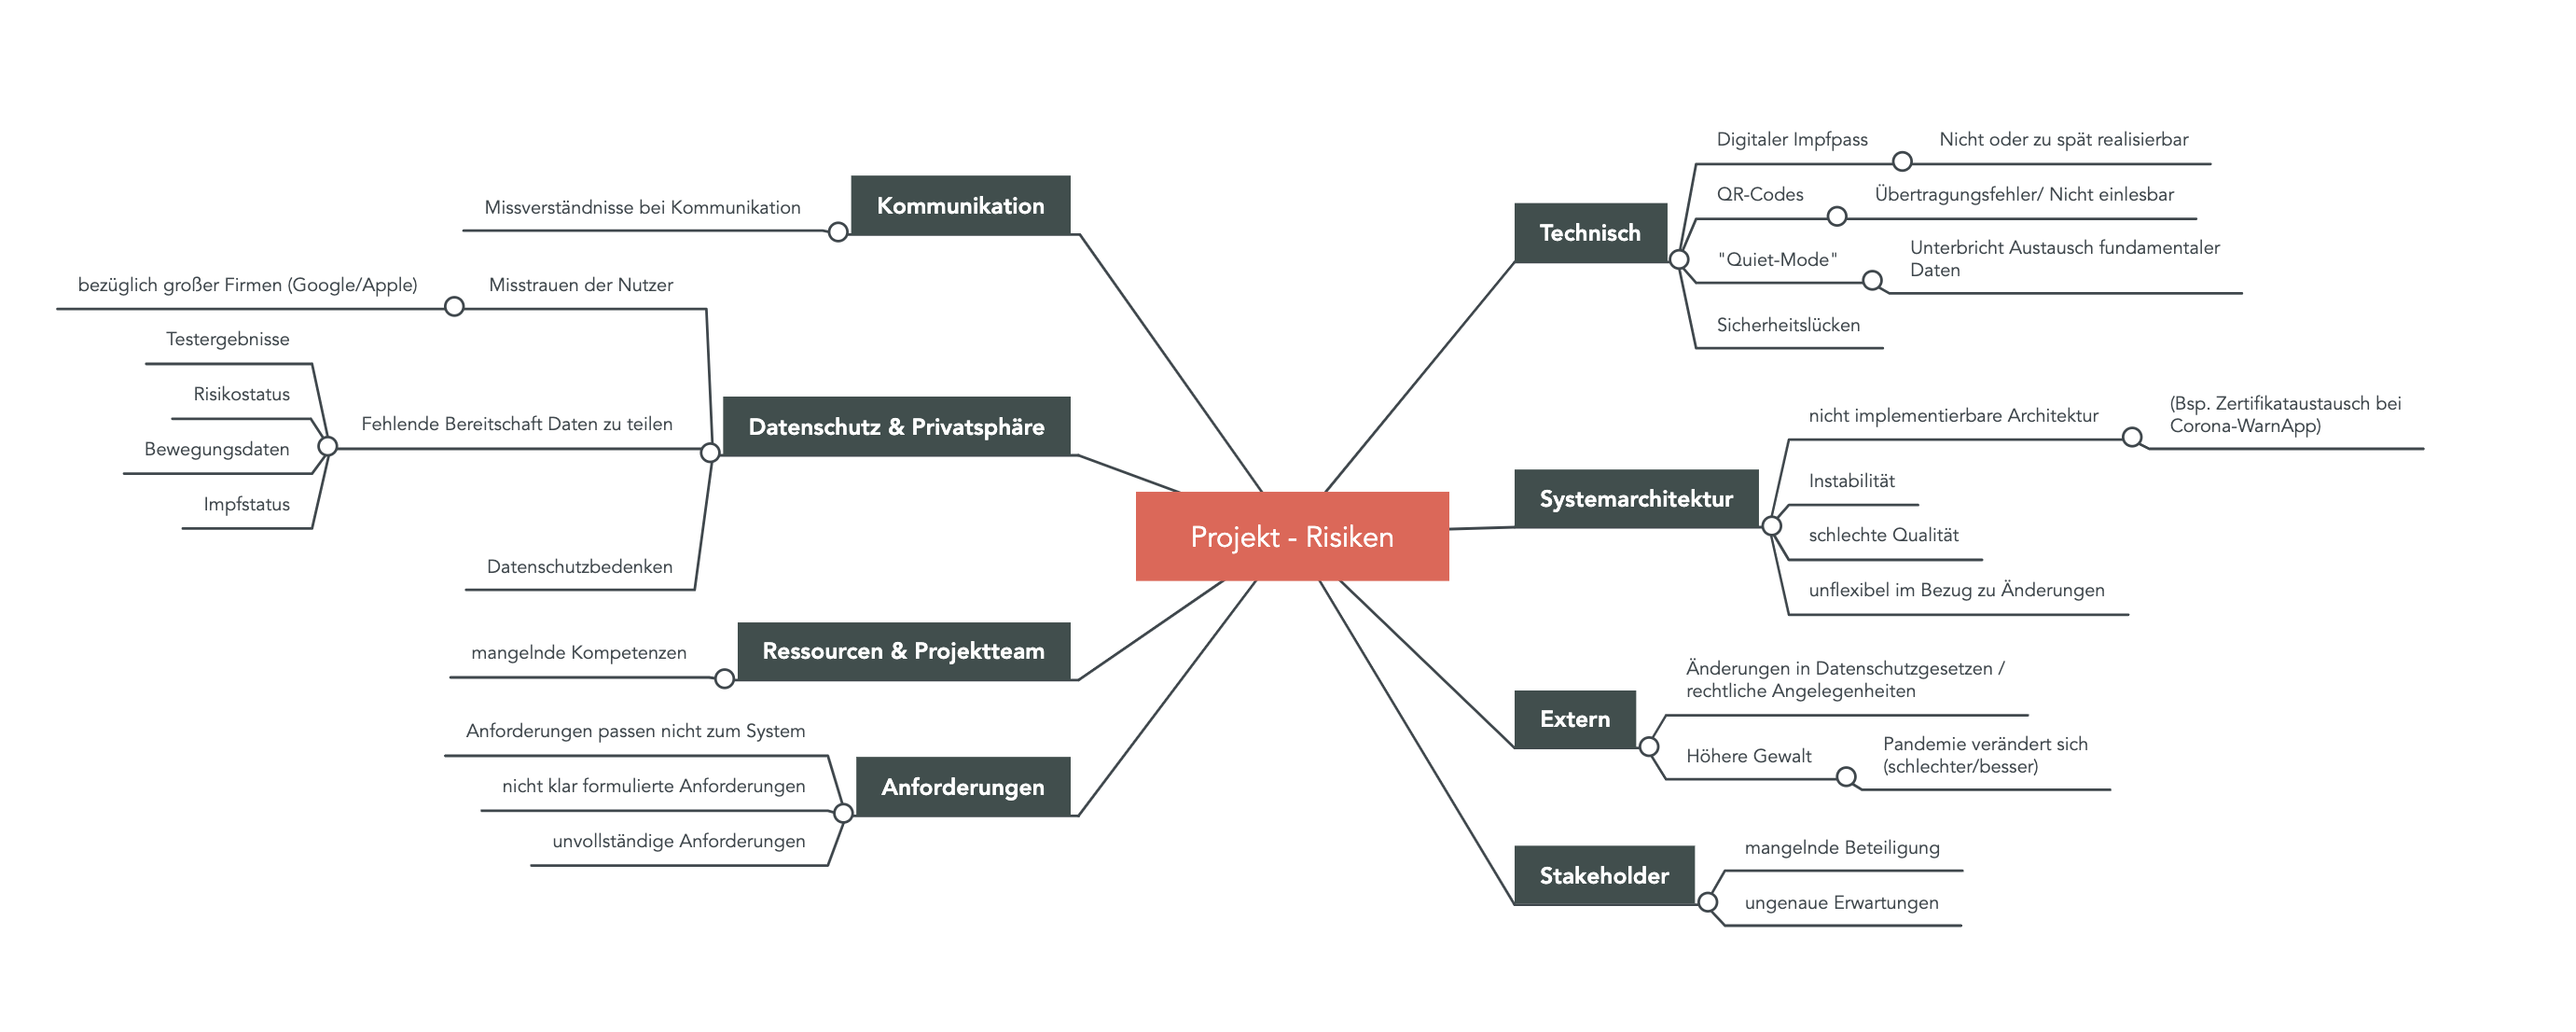 Projekt - Risiken
Kommunikation
Missverständnisse bei Kommunikation
Datenschutz & Privatsphäre
Misstrauen der Nutzer
bezüglich großer Firmen (Google/Apple)
Fehlende Bereitschaft Daten zu teilen
Testergebnisse
Risikostatus
Bewegungsdaten
Impfstatus
Datenschutzbedenken
Ressourcen & Projektteam
mangelnde Kompetenzen
Anforderungen
Anforderungen passen nicht zum System
nicht klar formulierte Anforderungen
unvollständige Anforderungen
Technisch
Digitaler Impfpass
Nicht oder zu spät realisierbar
QR-Codes
Übertragungsfehler/ Nicht einlesbar
"Quiet-Mode"
Unterbricht Austausch fundamentaler
Daten
Sicherheitslücken
Systemarchitektur
nicht implementierbare Architektur
(Bsp. Zertifikataustausch bei
Corona-WarnApp)
Instabilität
schlechte Qualität
unflexibel im Bezug zu Änderungen
Extern
Änderungen in Datenschutzgesetzen /
rechtliche Angelegenheiten
Höhere Gewalt
Pandemie verändert sich
(schlechter/besser)
Stakeholder
mangelnde Beteiligung
ungenaue Erwartungen